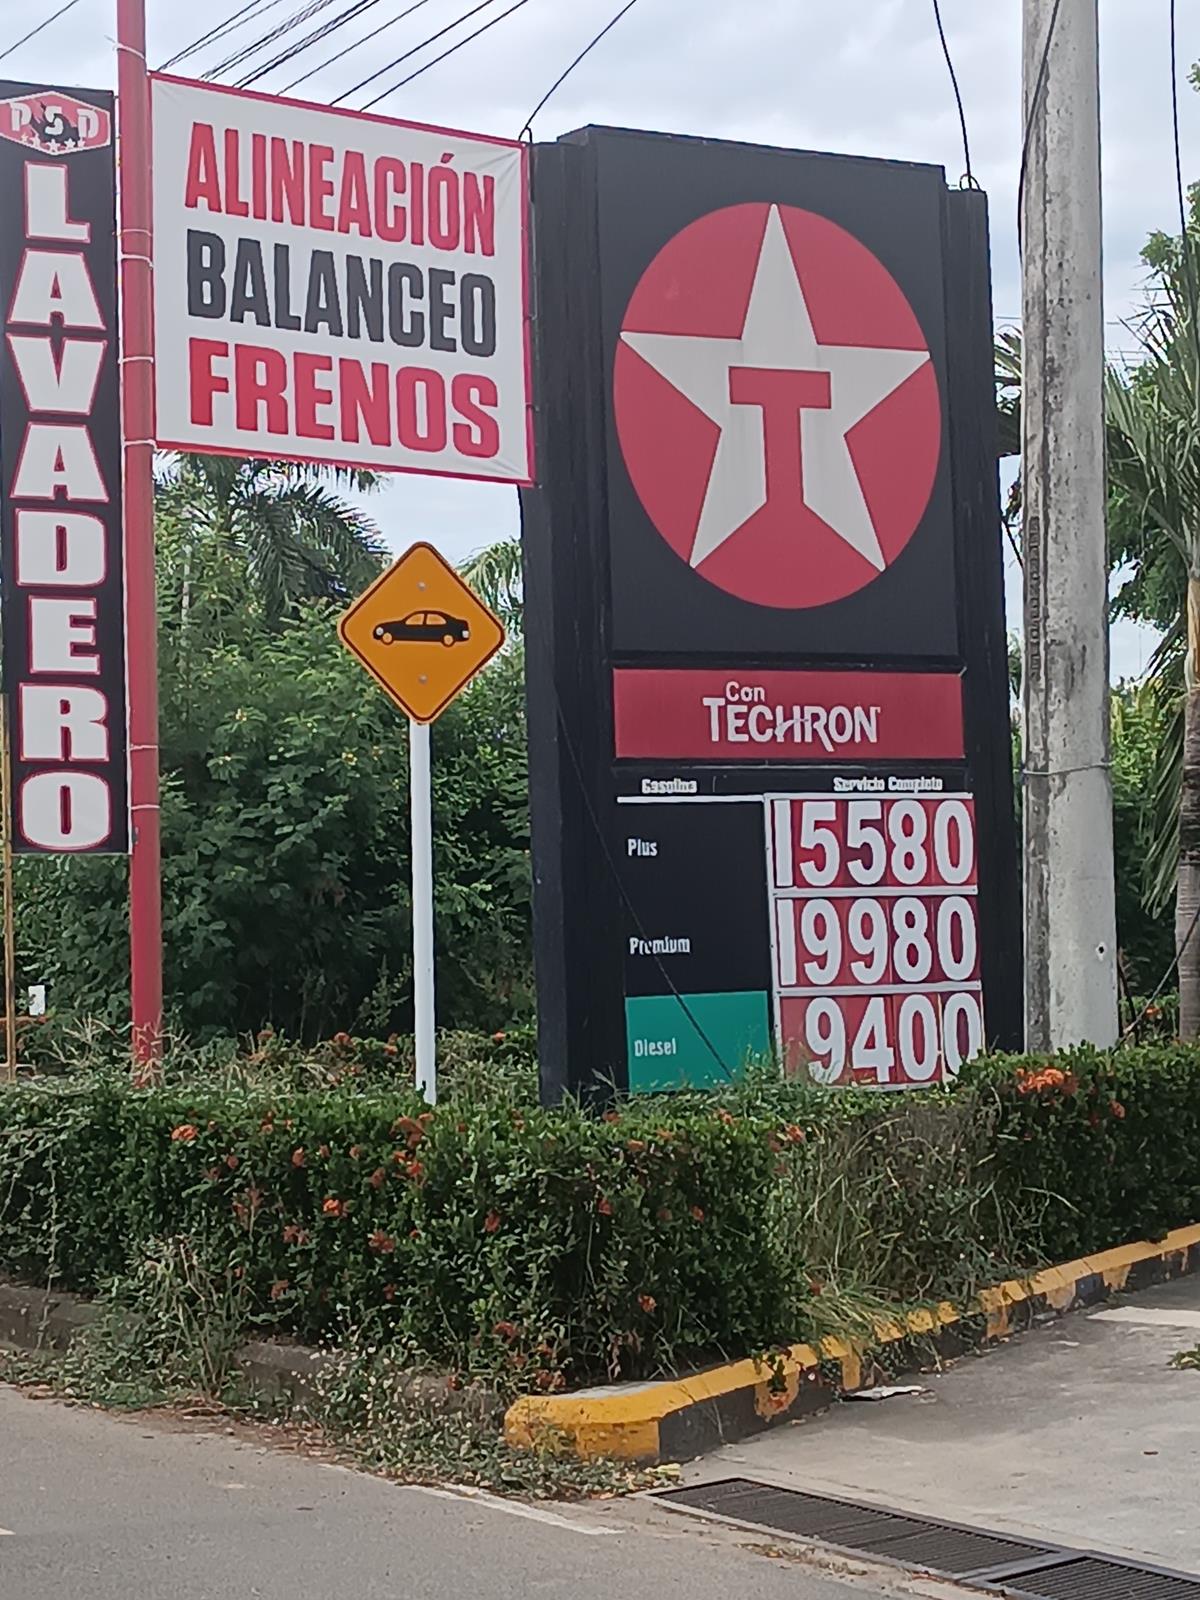 PSD
LAVADERO
ALINEACIÓN
BALANCEO
FRENOS
T
Con
TECHRON
Gasolina Servicio Completo
Plus 15580
Premium 19980
Diesel 9400